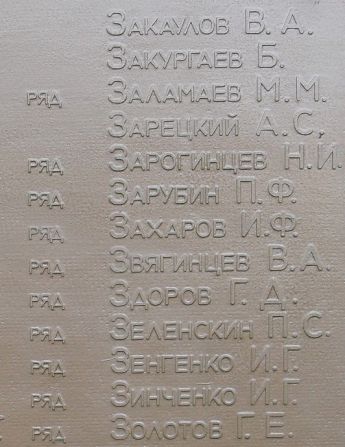 Закаулов В. А.
Закургаев Б.
ряд Заламаев М. М.
Зарецкий А. С.
ряд Зарогинцев Н. И.
ряд Зарубин П. Ф.
ряд Захаров И. Ф.
ряд Звягинцев В. А.
ряд Здоров Г. Д.
ряд Зеленскин П. С.
ряд Зенгенко И. Г.
ряд Зинченко И. Г.
ряд Золотов Г. Е.